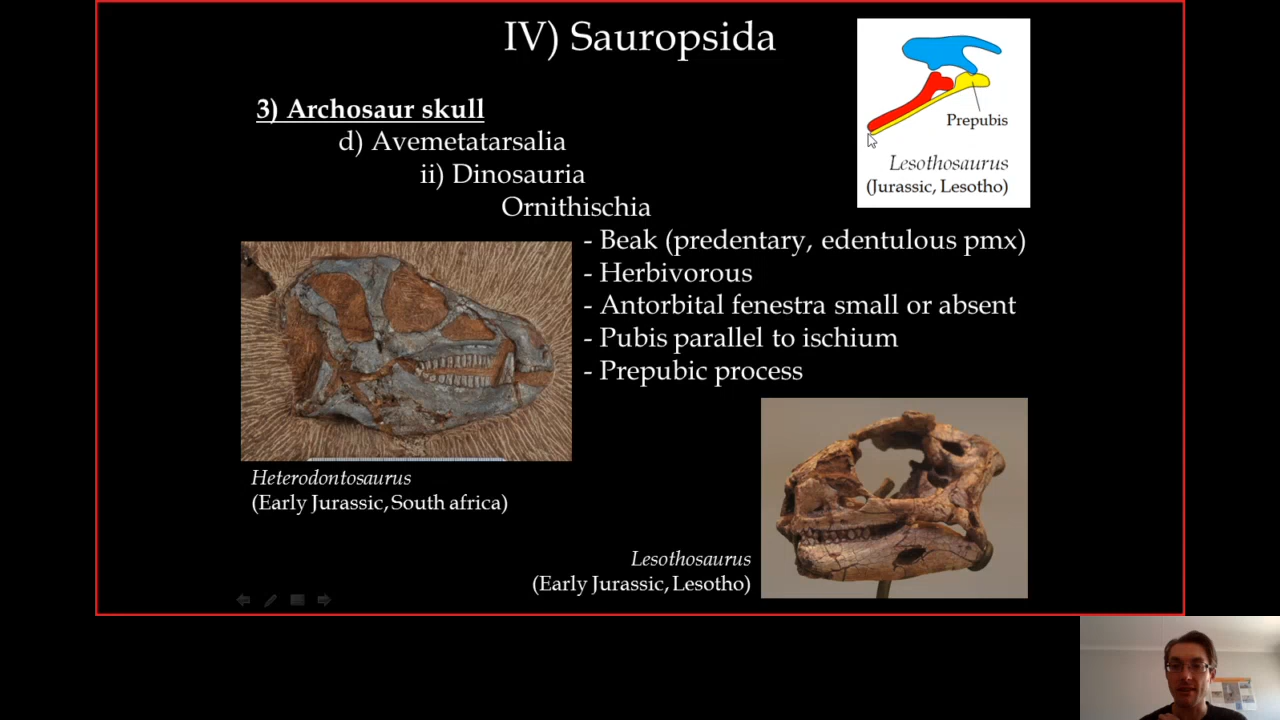 IV) Sauropsida
3) Archosaur skull
d) Avemetatarsalia
ii) Dinosauria
Ornithischia
- Beak (predentary, edentulous pmx)
- Herbivorous
- Antorbital fenestra small or absent
- Pubis parallel to ischium
- Prepubic process
Prepubis
Lesothosaurus
(Jurassic, Lesotho)
Heterodontosaurus
(Early Jurassic, South africa)
Lesothosaurus
(Early Jurassic, Lesotho)